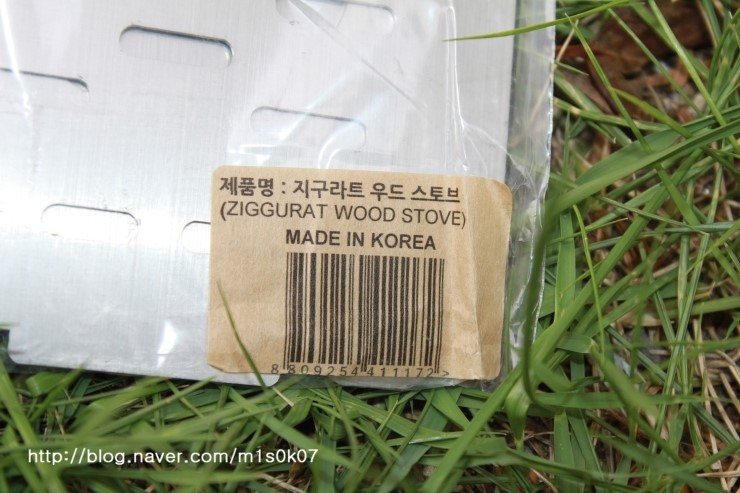 제품명 : 지구라트 우드 스토브
(ZIGGURAT WOOD STOVE)
MADE IN KOREA
8 809254 411172 >
http://blog.naver.com/m1s0k07